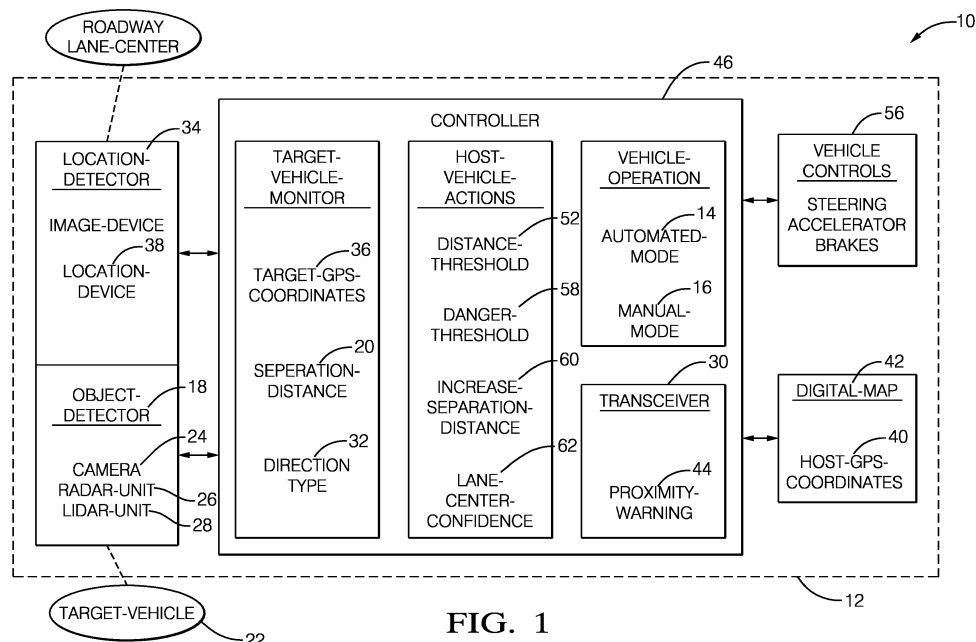 ROADWAY
LANE-CENTER
10
46
CONTROLLER
34
LOCATION-
DETECTOR
IMAGE-DEVICE
38
LOCATION-
DEVICE
18
OBJECT-
DETECTOR
24
CAMERA
RADAR-UNIT
26
LIDAR-UNIT
28
TARGET-
VEHICLE-
MONITOR
36
TARGET-GPS-
COORDINATES
20
SEPERATION-
DISTANCE
32
DIRECTION
TYPE
HOST-
VEHICLE-
ACTIONS
52
DISTANCE-
THRESHOLD
58
DANGER-
THRESHOLD
60
INCREASE-
SEPARATION-
DISTANCE
62
LANE-
CENTER-
CONFIDENCE
VEHICLE-
OPERATION
14
AUTOMATED-
MODE
16
MANUAL-
MODE
30
TRANSCEIVER
44
PROXIMITY-
WARNING
56
VEHICLE
CONTROLS
STEERING
ACCELERATOR
BRAKES
42
DIGITAL-MAP
40
HOST-GPS-
COORDINATES
12
TARGET-VEHICLE
22
FIG. 1